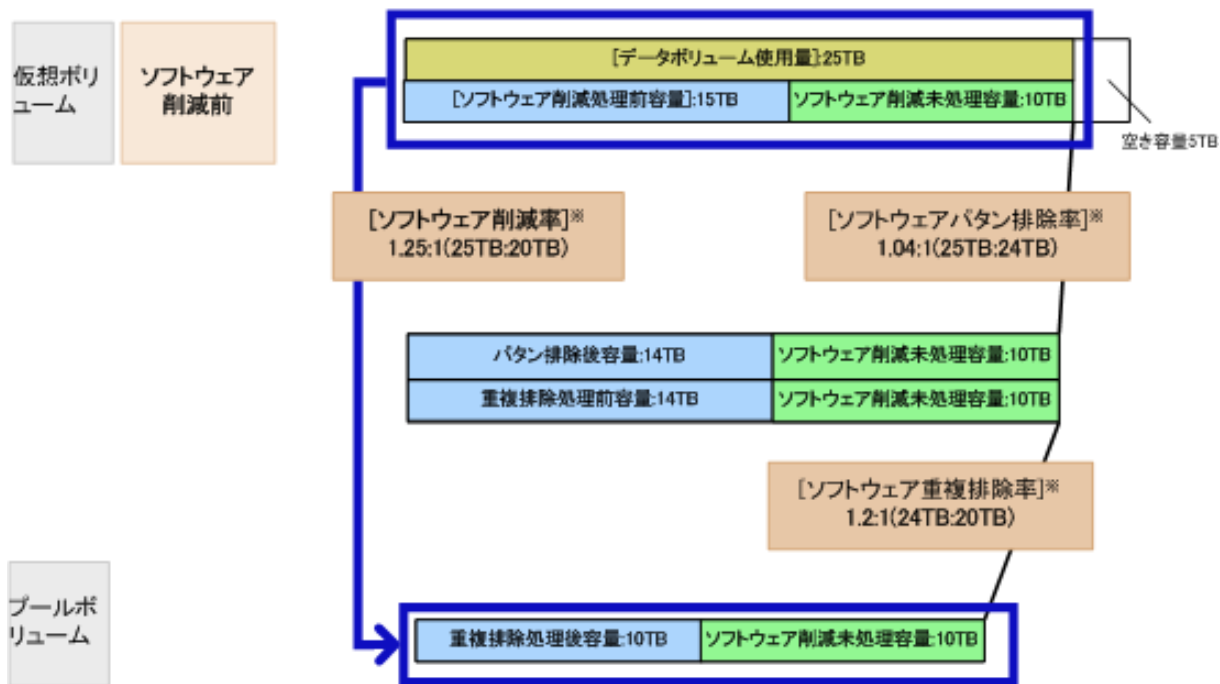 仮想ボリ
ューム
ソフトウェア
削減前
[データボリューム使用量]:25TB
[ソフトウェア削減処理前容量]:15TB
ソフトウェア削減未処理容量:10TB
空き容量5TB
[ソフトウェア削減率]※
1.25:1(25TB:20TB)
[ソフトウェアパタン排除率]※
1.04:1(25TB:24TB)
パタン排除後容量:14TB
ソフトウェア削減未処理容量:10TB
重複排除処理前容量:14TB
ソフトウェア削減未処理容量:10TB
[ソフトウェア重複排除率]※
1.2:1(24TB:20TB)
プールボ
リューム
重複排除処理後容量:10TB
ソフトウェア削減未処理容量:10TB